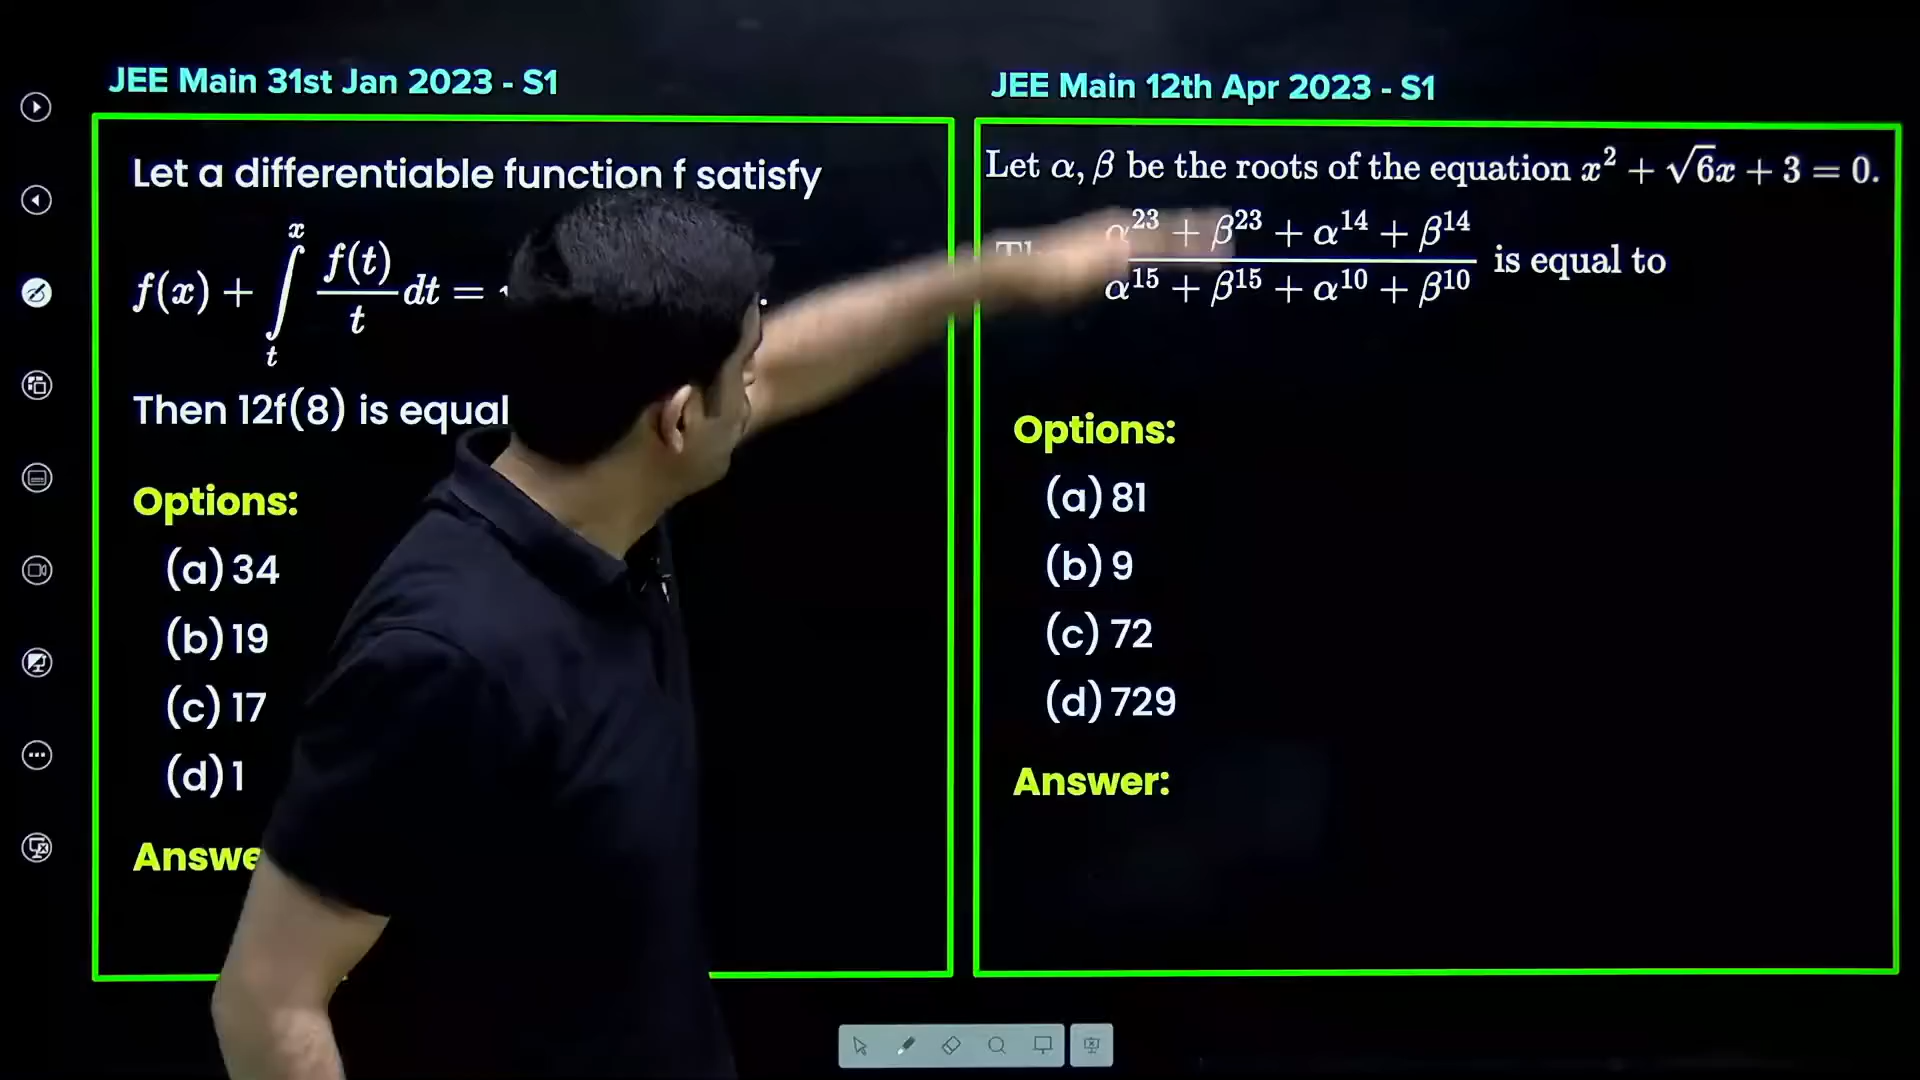 JEE Main 31st Jan 2023 - S1
Let a differentiable function f satisfy
f(x) + ∫_t^x f(t)/t dt =
Then 12f(8) is equal
Options:
(a) 34
(b) 19
(c) 17
(d) 1
JEE Main 12th Apr 2023 - S1
Let α, β be the roots of the equation x² + √6x + 3 = 0.
α²³ + β²³ + α¹⁴ + β¹⁴ / α¹⁵ + β¹⁵ + α¹⁰ + β¹⁰ is equal to
Options:
(a) 81
(b) 9
(c) 72
(d) 729
Answer: